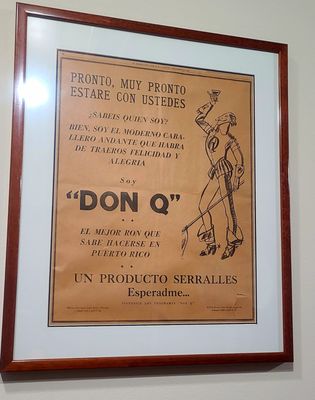 PRONTO, MUY PRONTO
ESTARE CON USTEDES
¿SABEIS QUIEN SOY?
BIEN, SOY EL MODERNO CABA-
LLERO ANDANTE QUE HABRA
DE TRAEROS FELICIDAD Y
ALEGRIA
Soy
"DON Q"
EL MEJOR RON QUE
SABE HACERSE EN
PUERTO RICO
UN PRODUCTO SERRALLES
Esperadme...